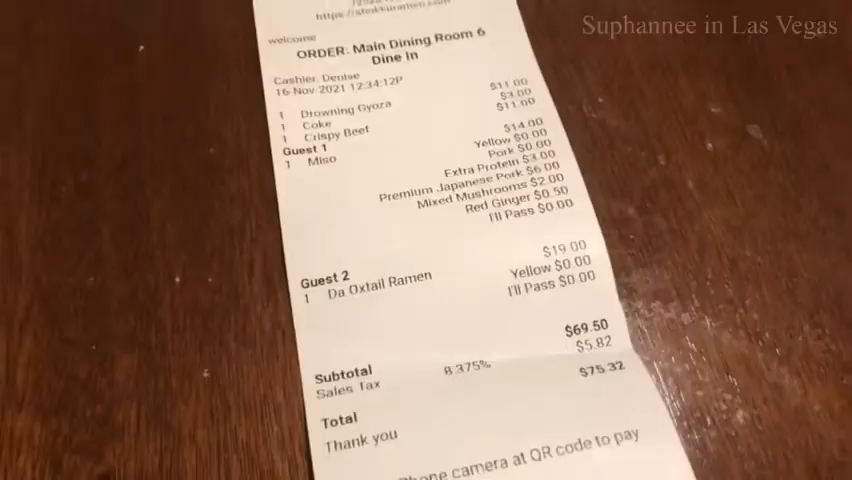 Suphannee in Las Vegas
welcome
ORDER: Main Dining Room 6
Dine In
Cashier: Denise
16-Nov-2021 12:34:12P
1 Drowning Gyoza $11.00
1 Coke $3.00
1 Crispy Beef $11.00
Guest 1
1 Miso $14.00
Yellow $0.00
Pork $0.00
Extra Protein $3.00
Premium Japanese Pork $6.00
Mixed Mushrooms $2.00
Red Ginger $0.50
I'll Pass $0.00
Guest 2
1 Da Oxtail Ramen $19.00
Yellow $0.00
I'll Pass $0.00
Subtotal $69.50
Sales Tax 8.375% $5.82
Total $75.32
Thank you
phone camera at QR code to pay